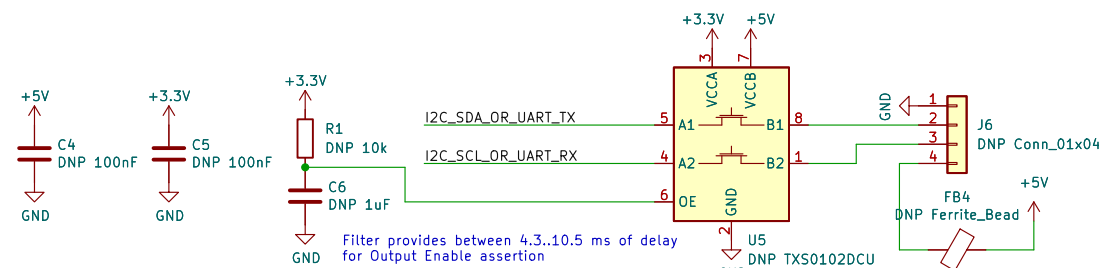 +3.3V
+5V
3
7
VCCA
VCCB
+5V
C4
DNP 100nF
GND
+3.3V
C5
DNP 100nF
GND
+3.3V
R1
DNP 10k
C6
DNP 1uF
GND
I2C_SDA_OR_UART_TX
5
A1
B1
8
I2C_SCL_OR_UART_RX
4
A2
B2
1
6
OE
GND
2
U5
DNP TXS0102DCU
GND
1
2
3
4
J6
DNP Conn_01x04
FB4
DNP Ferrite_Bead
+5V
Filter provides between 4.3..10.5 ms of delay
for Output Enable assertion